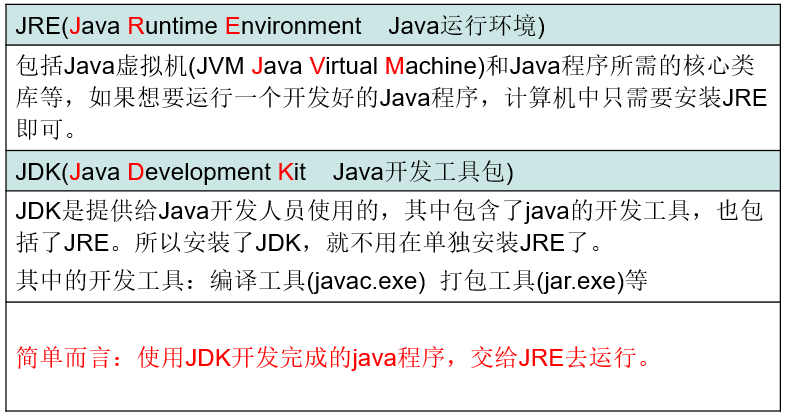 JRE(Java Runtime Environment    Java运行环境)
包括Java虚拟机(JVM Java Virtual Machine)和Java程序所需的核心类
库等，如果想要运行一个开发好的Java程序，计算机中只需要安装JRE
即可。
JDK(Java Development Kit    Java开发工具包)
JDK是提供给Java开发人员使用的，其中包含了java的开发工具，也包
括了JRE。所以安装了JDK，就不用在单独安装JRE了。
其中的开发工具：编译工具(javac.exe)  打包工具(jar.exe)等
简单而言：使用JDK开发完成的java程序，交给JRE去运行。